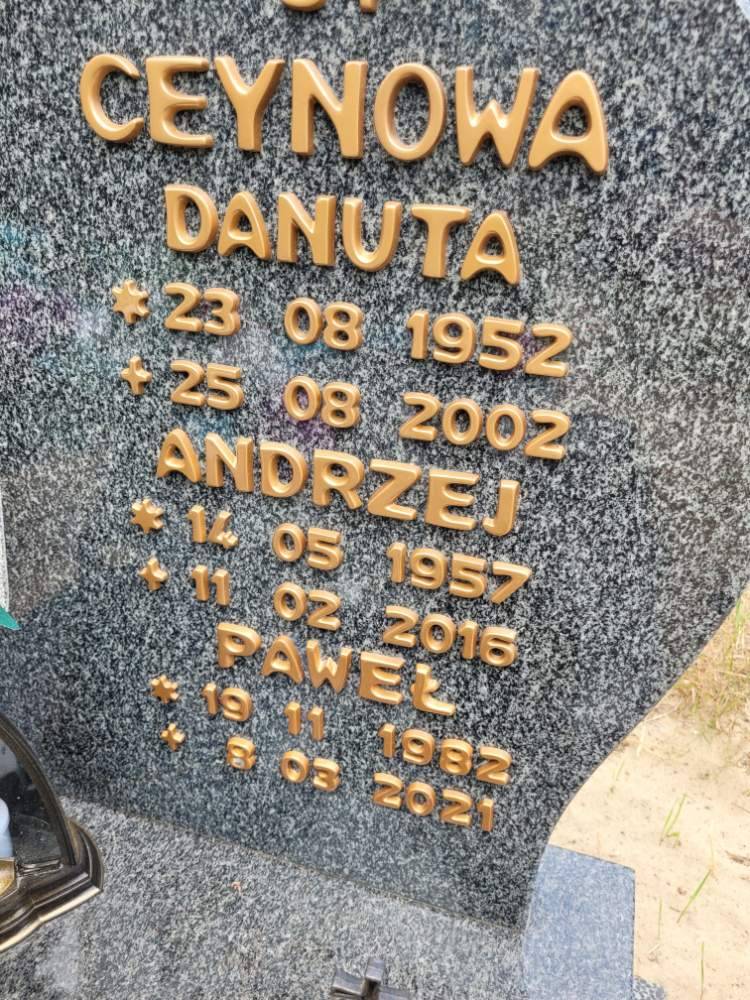 CEYNOWA
DANUTA
* 23 08 1952
+ 25 08 2002
ANDRZEJ
* 14 05 1957
+ 11 02 2016
PAWEŁ
* 19 11 1982
+ 8 03 2021